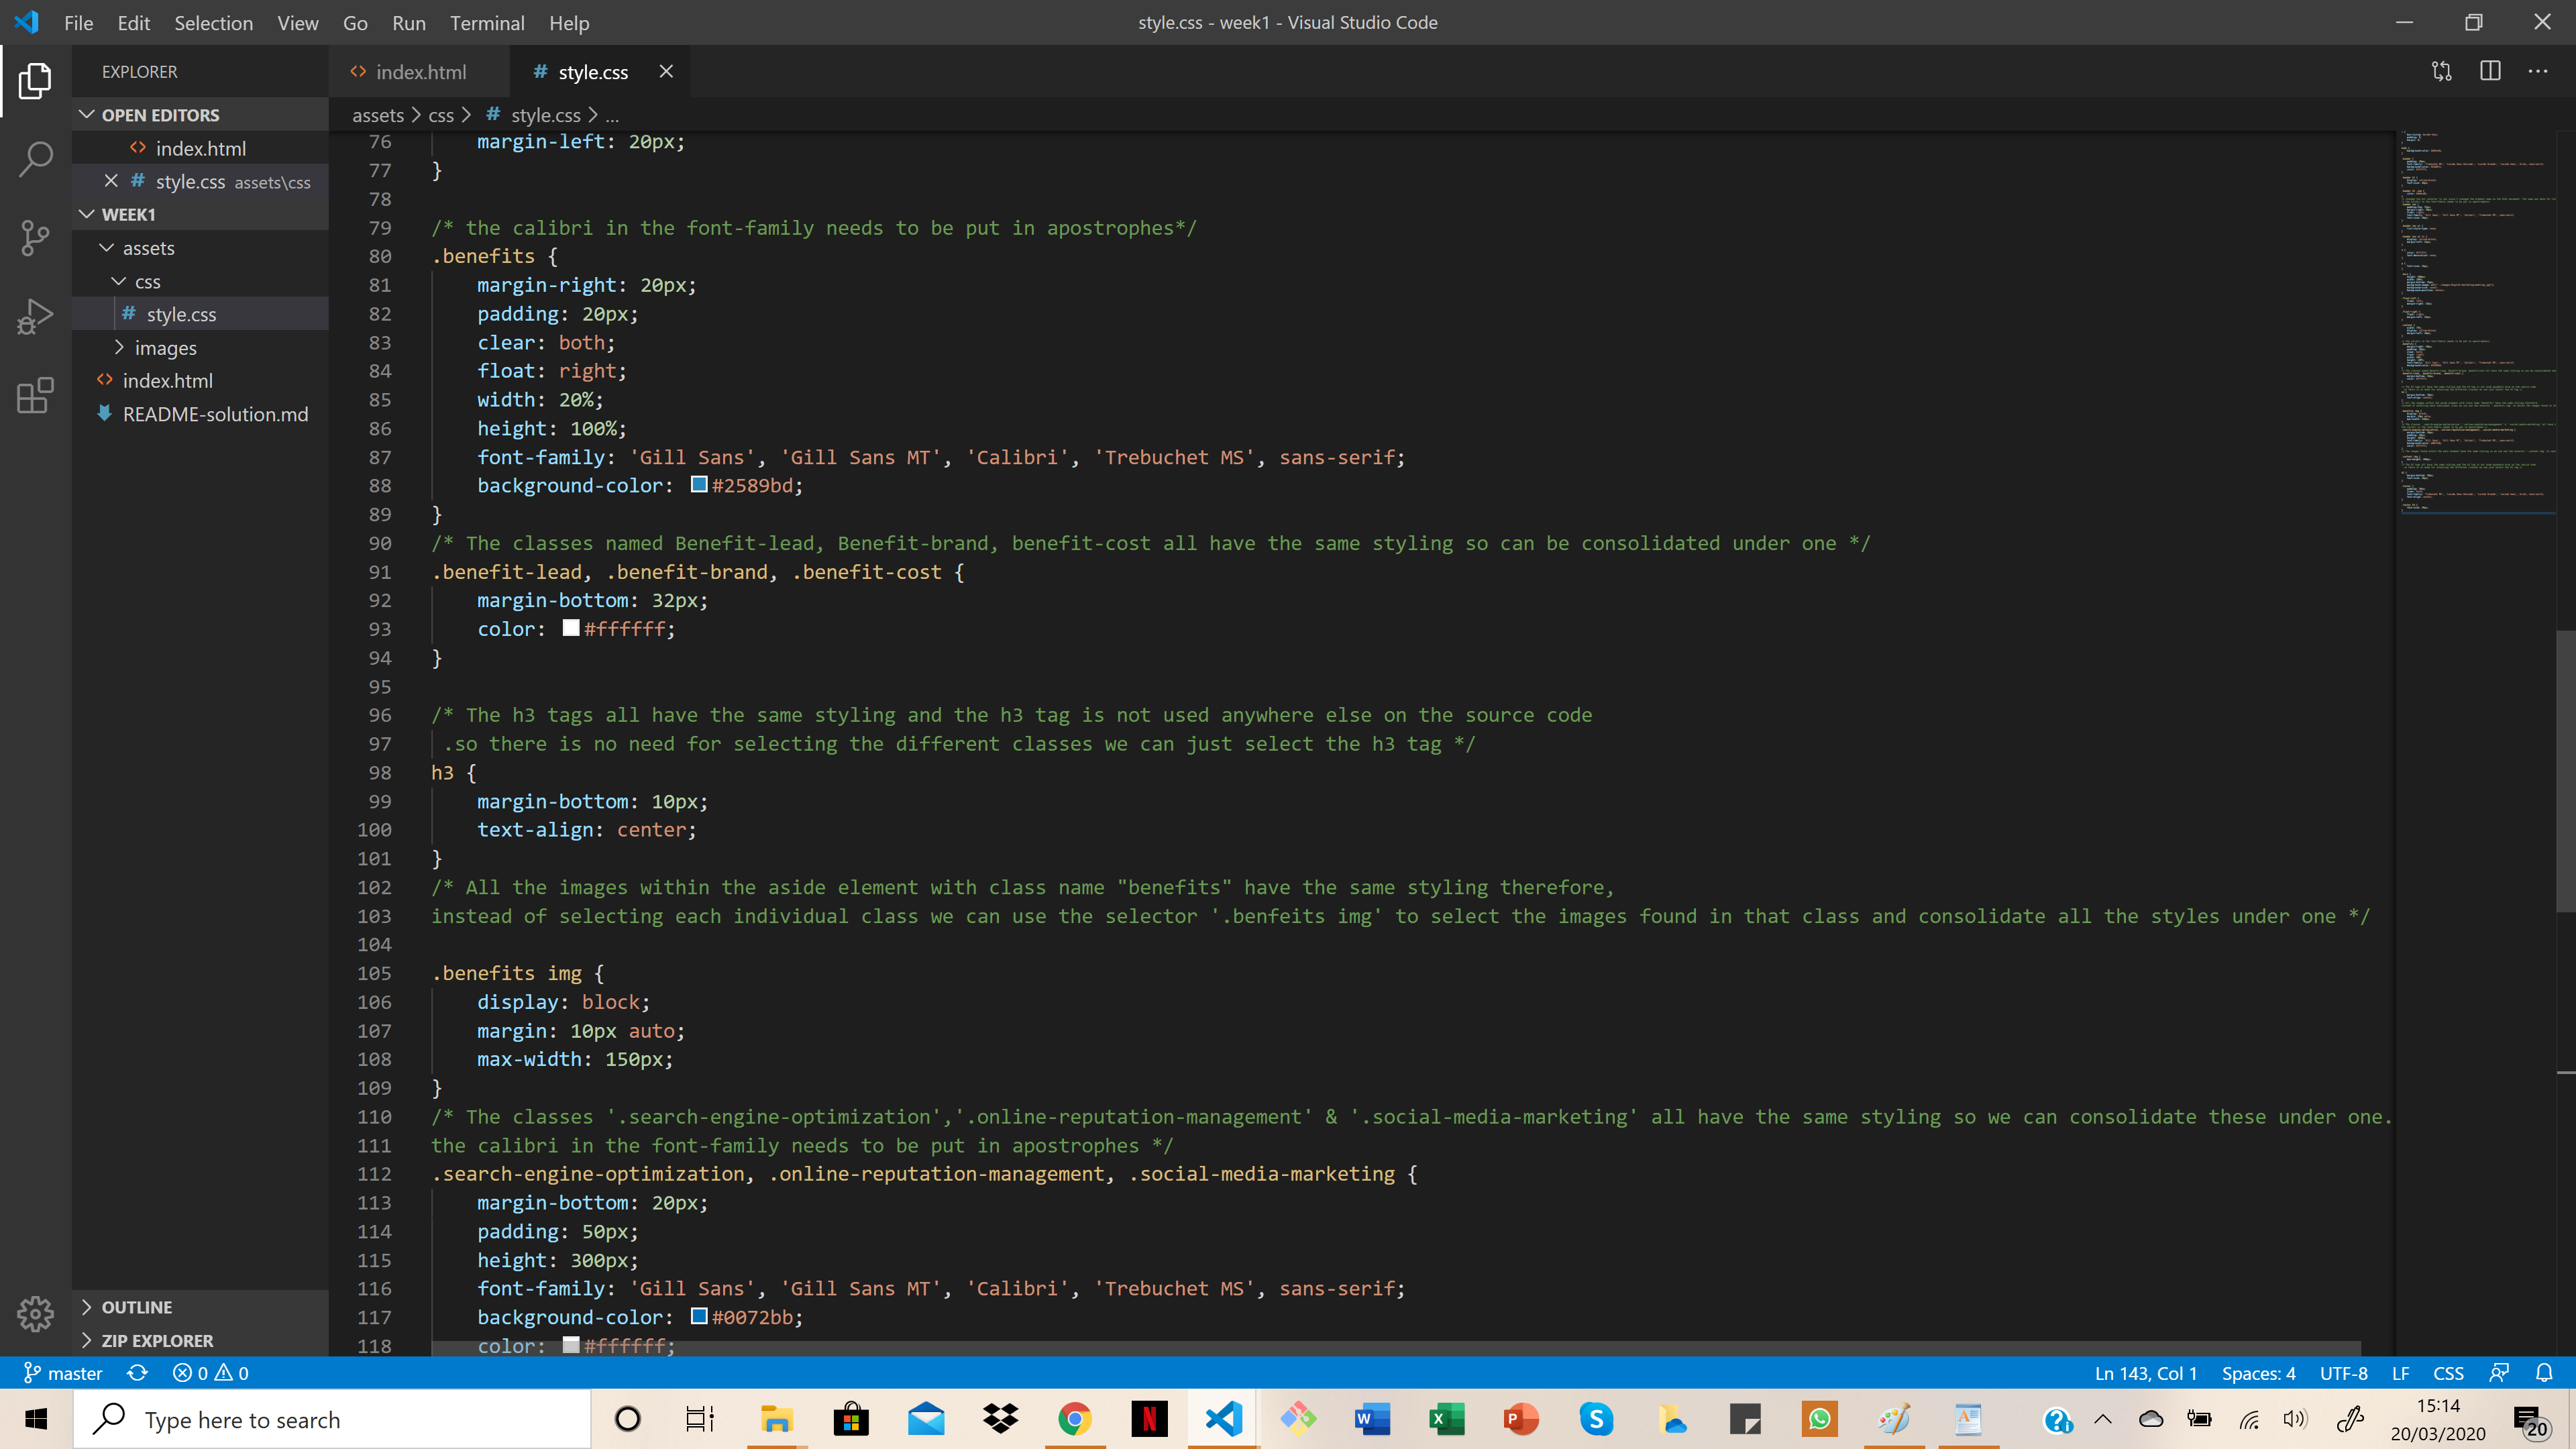 File Edit Selection View Go Run Terminal Help
style.css - week1 - Visual Studio Code
EXPLORER
OPEN EDITORS
index.html
style.css assets\css
WEEK1
assets
css
style.css
images
index.html
README-solution.md
OUTLINE
ZIP EXPLORER
index.html
style.css
assets > css > # style.css > ...
76 margin-left: 20px;
77 }
78
79 /* the calibri in the font-family needs to be put in apostrophes*/
80 .benefits {
81 margin-right: 20px;
82 padding: 20px;
83 clear: both;
84 float: right;
85 width: 20%;
86 height: 100%;
87 font-family: 'Gill Sans', 'Gill Sans MT', 'Calibri', 'Trebuchet MS', sans-serif;
88 background-color: #2589bd;
89 }
90 /* The classes named Benefit-lead, Benefit-brand, benefit-cost all have the same styling so can be consolidated under one */
91 .benefit-lead, .benefit-brand, .benefit-cost {
92 margin-bottom: 32px;
93 color: #ffffff;
94 }
95
96 /* The h3 tags all have the same styling and the h3 tag is not used anywhere else on the source code
97 .so there is no need for selecting the different classes we can just select the h3 tag */
98 h3 {
99 margin-bottom: 10px;
100 text-align: center;
101 }
102 /* All the images within the aside element with class name "benefits" have the same styling therefore,
103 instead of selecting each individual class we can use the selector '.benfeits img' to select the images found in that class and consolidate all the styles under one */
104
105 .benefits img {
106 display: block;
107 margin: 10px auto;
108 max-width: 150px;
109 }
110 /* The classes '.search-engine-optimization','.online-reputation-management' & '.social-media-marketing' all have the same styling so we can consolidate these under one.
111 the calibri in the font-family needs to be put in apostrophes */
112 .search-engine-optimization, .online-reputation-management, .social-media-marketing {
113 margin-bottom: 20px;
114 padding: 50px;
115 height: 300px;
116 font-family: 'Gill Sans', 'Gill Sans MT', 'Calibri', 'Trebuchet MS', sans-serif;
117 background-color: #0072bb;
118 color: #ffffff;
master 0 0 Ln 143, Col 1 Spaces: 4 UTF-8 LF CSS
Type here to search
15:14
20/03/2020
20